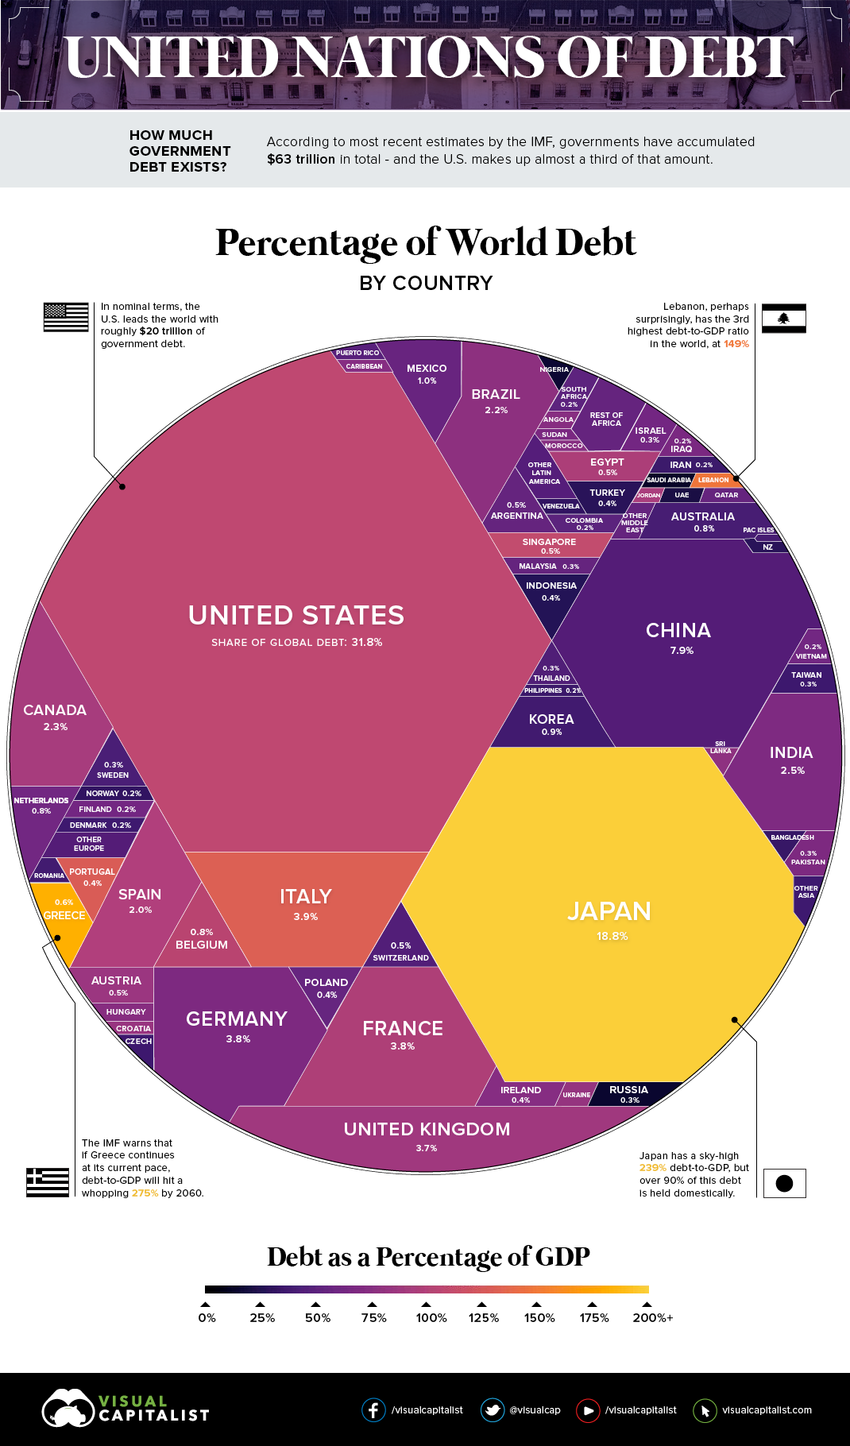 UNITED NATIONS OF DEBT
HOW MUCH
GOVERNMENT
DEBT EXISTS?
According to most recent estimates by the IMF, governments have accumulated
$63 trillion in total - and the U.S. makes up almost a third of that amount.
Percentage of World Debt
BY COUNTRY
In nominal terms, the
U.S. leads the world with
roughly $20 trillion of
government debt.
Lebanon, perhaps
surprisingly, has the 3rd
highest debt-to-GDP ratio
in the world, at 149%
PUERTO RICO
CARIBBEAN
MEXICO
1.0%
BRAZIL
2.2%
NIGERIA
SOUTH
AFRICA
0.2%
ANGOLA
SUDAN
MOROCCO
REST OF
AFRICA
ISRAEL
0.3%
0.2%
IRAQ
EGYPT
0.5%
IRAN 0.2%
SAUDI ARABIA
LEBANON
OTHER
LATIN
AMERICA
TURKEY
0.4%
JORDAN
UAE
QATAR
0.5%
ARGENTINA
VENEZUELA
COLOMBIA
0.2%
OTHER
MIDDLE
EAST
AUSTRALIA
0.8%
PAC ISLES
NZ
SINGAPORE
0.5%
MALAYSIA 0.3%
INDONESIA
0.4%
UNITED STATES
SHARE OF GLOBAL DEBT: 31.8%
CHINA
7.9%
0.2%
VIETNAM
TAIWAN
0.3%
0.3%
THAILAND
PHILIPPINES 0.2%
KOREA
0.9%
CANADA
2.3%
SRI
LANKA
INDIA
2.5%
0.3%
SWEDEN
NORWAY 0.2%
NETHERLANDS
0.8%
FINLAND 0.2%
DENMARK 0.2%
OTHER
EUROPE
BANGLADESH
0.3%
PAKISTAN
OTHER
ASIA
ROMANIA
PORTUGAL
0.4%
0.6%
GREECE
SPAIN
2.0%
ITALY
3.9%
JAPAN
18.8%
0.8%
BELGIUM
0.5%
SWITZERLAND
AUSTRIA
0.5%
HUNGARY
CROATIA
CZECH
GERMANY
3.8%
POLAND
0.4%
FRANCE
3.8%
IRELAND
0.4%
UKRAINE
RUSSIA
0.3%
UNITED KINGDOM
3.7%
The IMF warns that
if Greece continues
at its current pace,
debt-to-GDP will hit a
whopping 275% by 2060.
Japan has a sky-high
239% debt-to-GDP, but
over 90% of this debt
is held domestically.
Debt as a Percentage of GDP
0% 25% 50% 75% 100% 125% 150% 175% 200%+
VISUAL
CAPITALIST
/visualcapitalist
@visualcap
/visualcapitalist
visualcapitalist.com